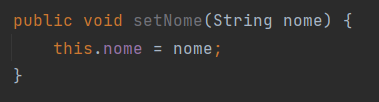 public void setNome(String nome) {
    this.nome = nome;
}